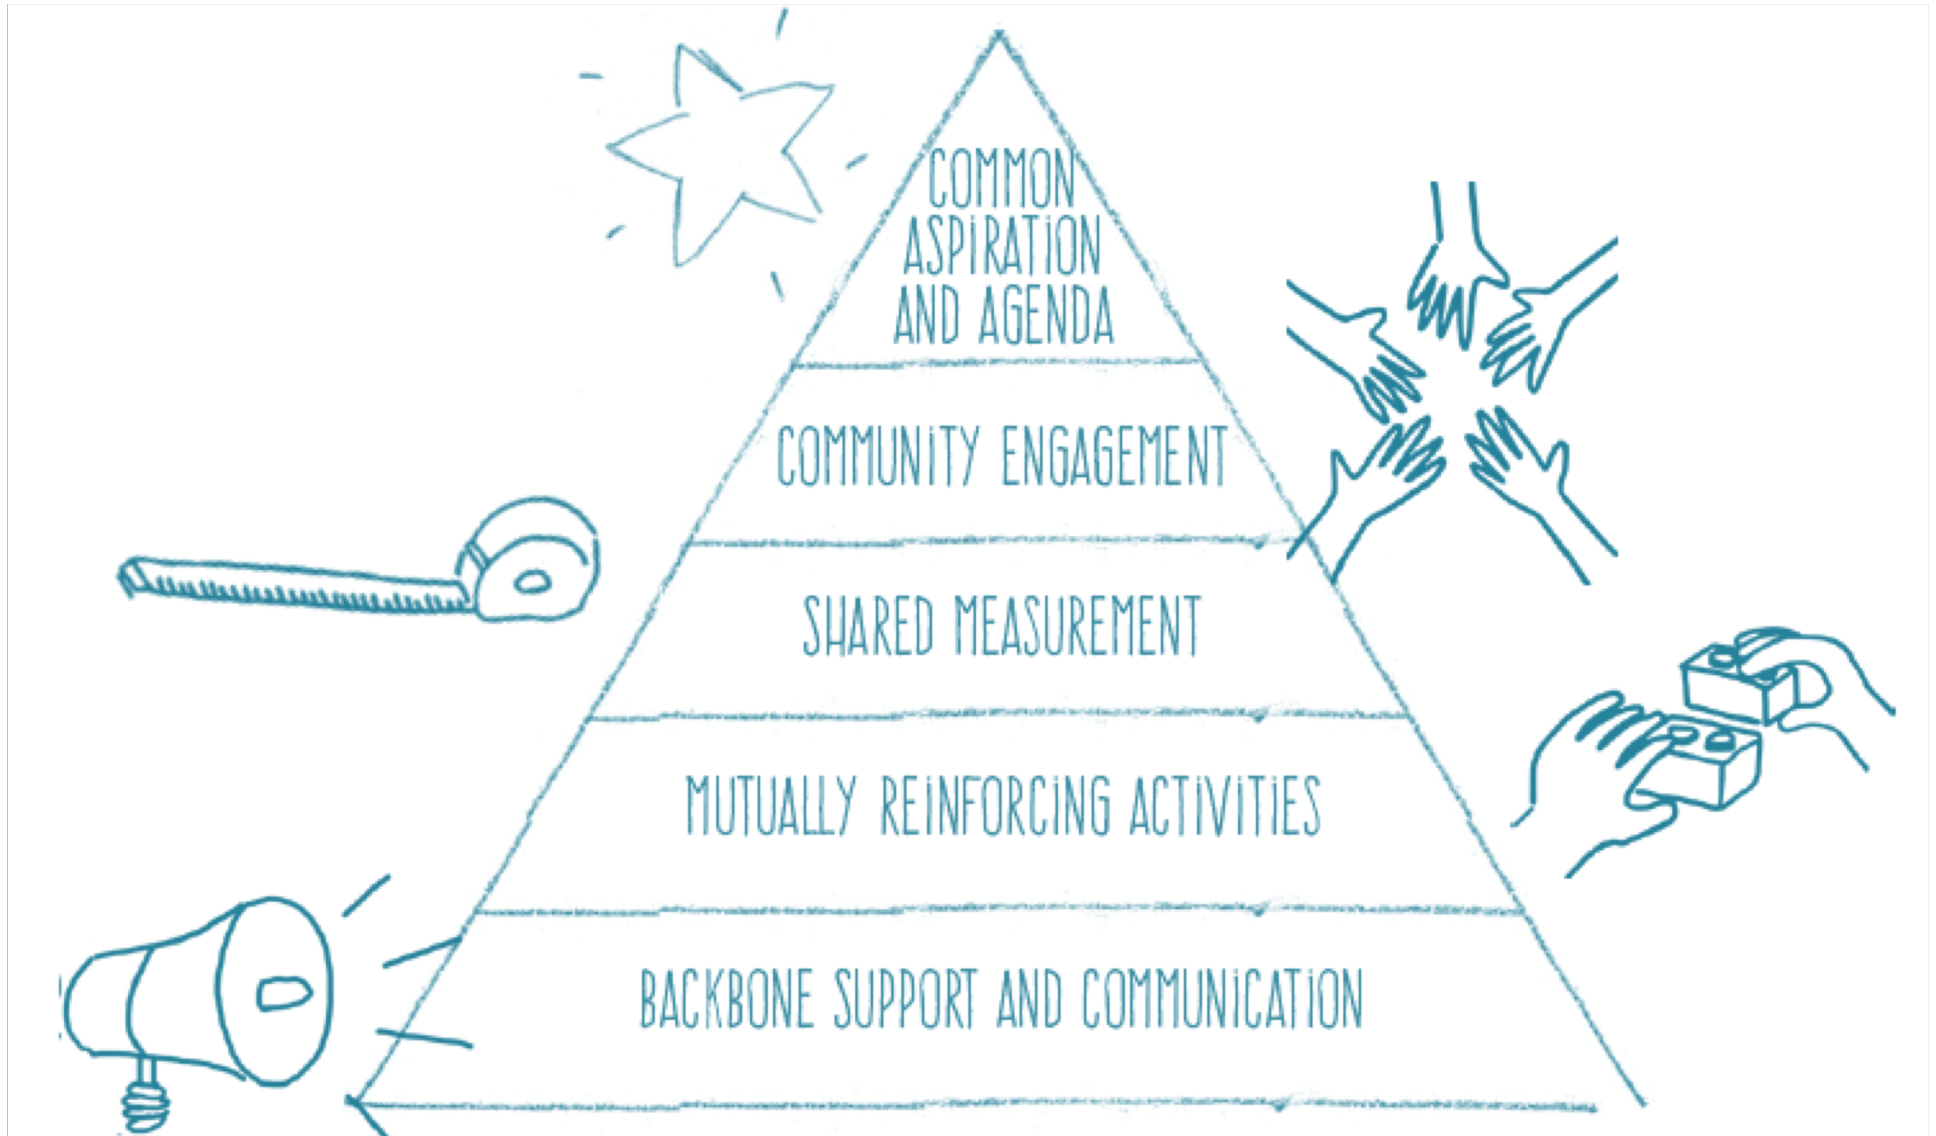 COMMON
ASPIRATION
AND AGENDA
COMMUNITY ENGAGEMENT
SHARED MEASUREMENT
MUTUALLY REINFORCING ACTIVITIES
BACKBONE SUPPORT AND COMMUNICATION